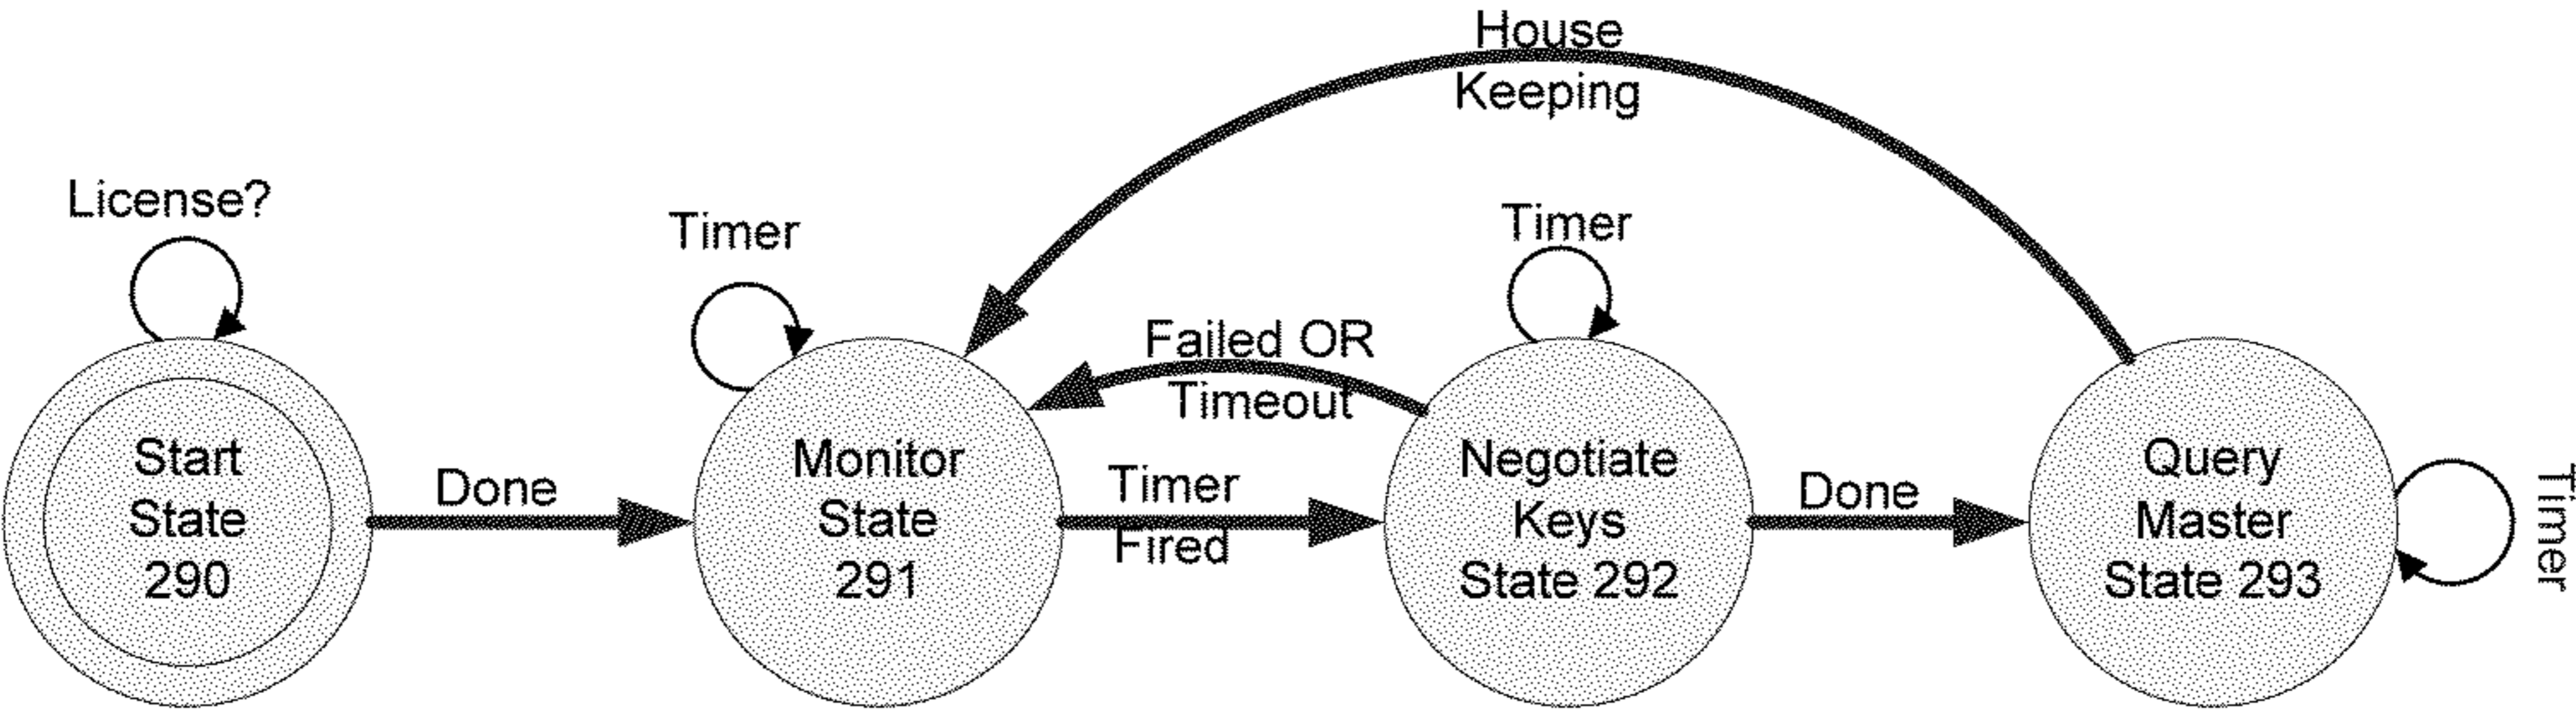 House
Keeping
License?
Timer
Timer
Failed OR
Timeout
Start
State
290
Done
Monitor
State
291
Timer
Fired
Negotiate
Keys
State 292
Done
Query
Master
State 293
Timer